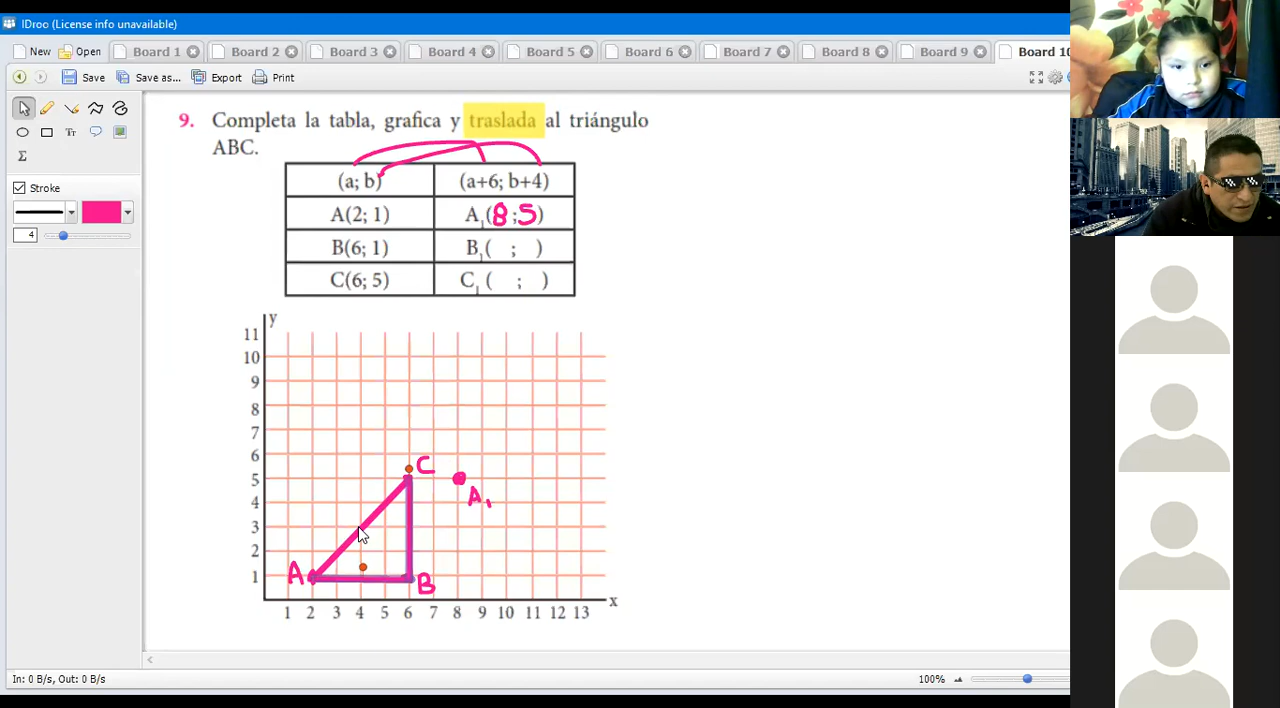 IDroo (License info unavailable)
New Open Board 1 Board 2 Board 3 Board 4 Board 5 Board 6 Board 7 Board 8 Board 9 Board 10
Save Save as... Export Print
Tт
Σ
Stroke
4
9. Completa la tabla, grafica y traslada al triángulo
ABC.
(a; b) (a+6; b+4)
A(2; 1) A₁(8;5)
B(6; 1) B₁( ; )
C(6; 5) C₁( ; )
y
11
10
9
8
7
6
5
4
3
2
1
C
A₁
A
B
x
1 2 3 4 5 6 7 8 9 10 11 12 13
In: 0 B/s, Out: 0 B/s 100%